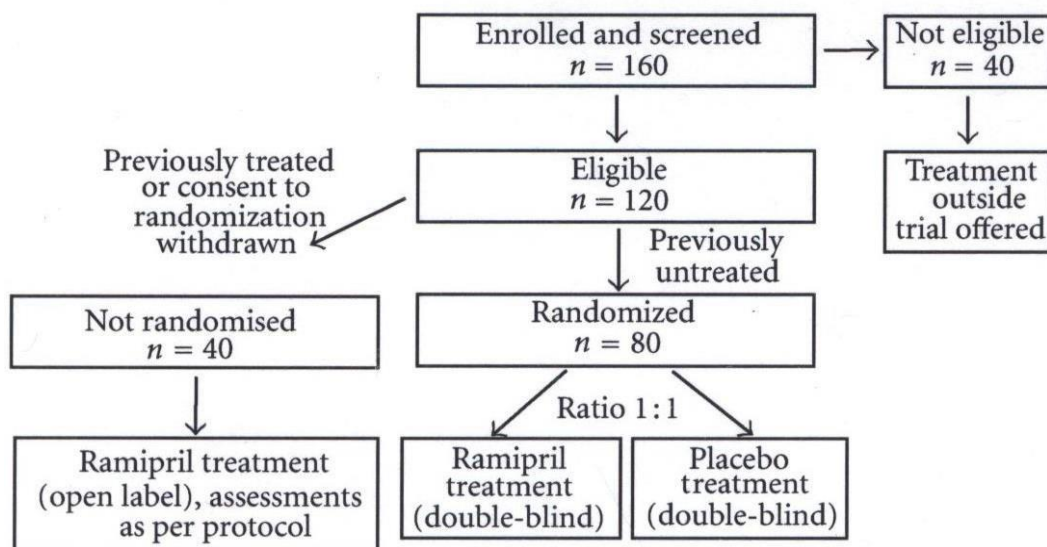 Enrolled and screened
n = 160
Not eligible
n = 40
Previously treated
or consent to
randomization
withdrawn
Eligible
n = 120
Treatment
outside
trial offered
Previously
untreated
Not randomised
n = 40
Randomized
n = 80
Ratio 1:1
Ramipril treatment
(open label), assessments
as per protocol
Ramipril
treatment
(double-blind)
Placebo
treatment
(double-blind)